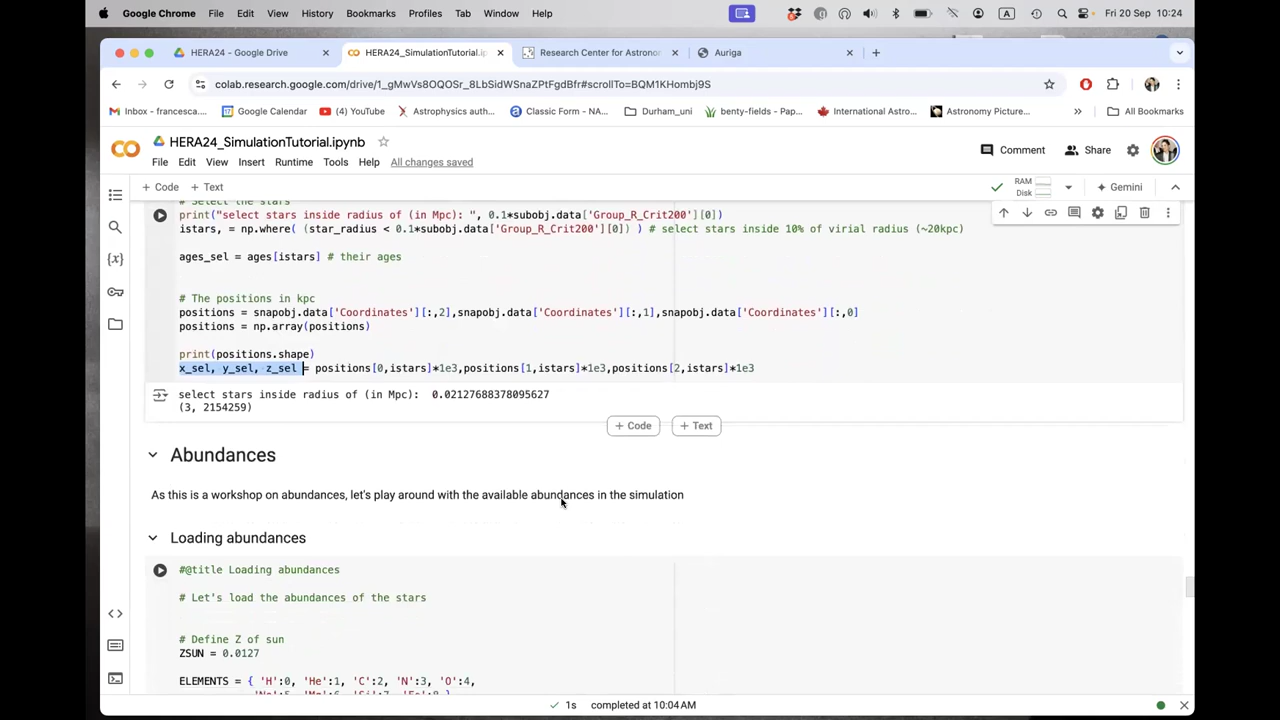 Google Chrome File Edit View History Bookmarks Profiles Tab Window Help A Fri 20 Sep 10:24
HERA24 - Google Drive HERA24_SimulationTutorial.ip Research Center for Astronor Auriga
colab.research.google.com/drive/1_gMwVs8OQOSr_8LbSidWSnaZPtFgdBfr#scrollTo=BQM1KHombj9S
Inbox - francesca.... Google Calendar (4) YouTube Astrophysics auth... Classic Form - NA... Durham_uni benty-fields - Pap... International Astro... Astronomy Picture... » All Bookmarks
HERA24_SimulationTutorial.ipynb
File Edit View Insert Runtime Tools Help All changes saved
Comment Share
+ Code + Text
RAM
Disk
Gemini
# Select the stars
print("select stars inside radius of (in Mpc): ", 0.1*subobj.data['Group_R_Crit200'][0])
istars, = np.where( (star_radius < 0.1*subobj.data['Group_R_Crit200'][0]) ) # select stars inside 10% of virial radius (~20kpc)
ages_sel = ages[istars] # their ages
# The positions in kpc
positions = snapobj.data['Coordinates'][:,2],snapobj.data['Coordinates'][:,1],snapobj.data['Coordinates'][:,0]
positions = np.array(positions)
print(positions.shape)
x_sel, y_sel, z_sel = positions[0,istars]*1e3,positions[1,istars]*1e3,positions[2,istars]*1e3
select stars inside radius of (in Mpc): 0.02127688378095627
(3, 2154259)
+ Code + Text
Abundances
As this is a workshop on abundances, let's play around with the available abundances in the simulation
Loading abundances
#@title Loading abundances
# Let's load the abundances of the stars
# Define Z of sun
ZSUN = 0.0127
ELEMENTS = { 'H':0, 'He':1, 'C':2, 'N':3, 'O':4,
1s completed at 10:04 AM